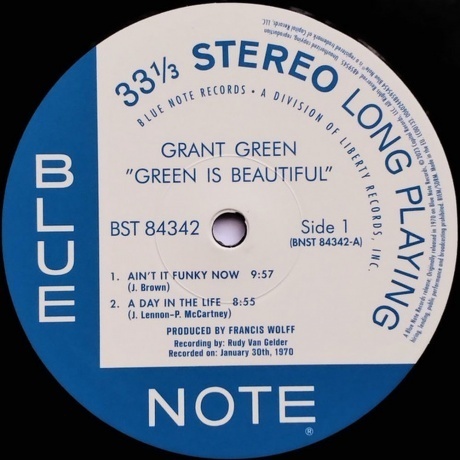 33⅓ STEREO LONG PLAYING
BLUE NOTE RECORDS • A DIVISION OF LIBERTY RECORDS, INC.
GRANT GREEN
"GREEN IS BEAUTIFUL"
BST 84342
Side 1
(BNST 84342-A)
1. AIN'T IT FUNKY NOW 9:57
(J. Brown)
2. A DAY IN THE LIFE 8:55
(J. Lennon-P. McCartney)
PRODUCED BY FRANCIS WOLFF
Recording by: Rudy Van Gelder
Recorded on: January 30th, 1970
BLUE
NOTE
®